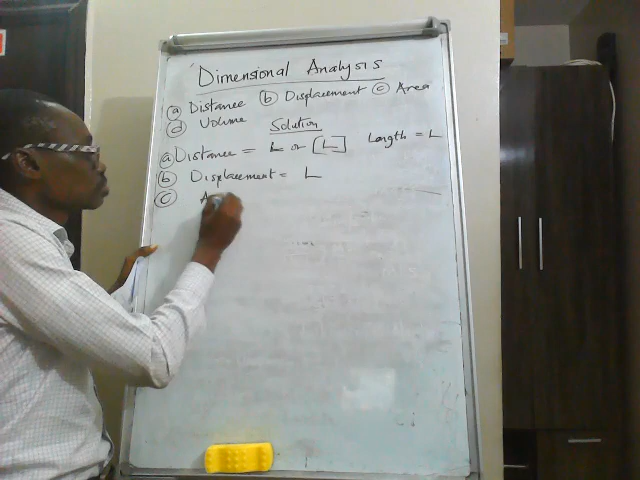 Dimensional Analysis
(a) Distance (b) Displacement (c) Area
(d) Volume
Solution
(a) Distance = L or [L] Length = L
(b) Displacement = L
(c) A